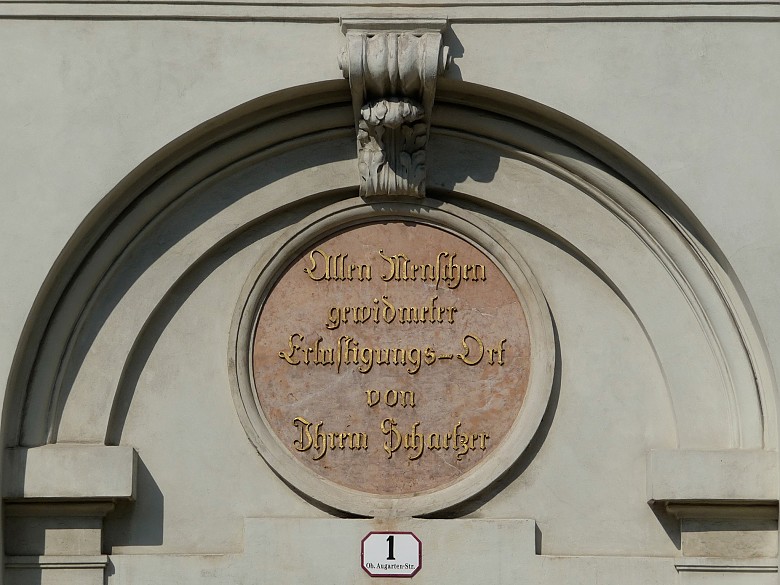 Allen Menschen
gewidmeter
Erlustigungs-Ort
von
Ihrem Schaetzer
1
Ob. Augarten-Str.